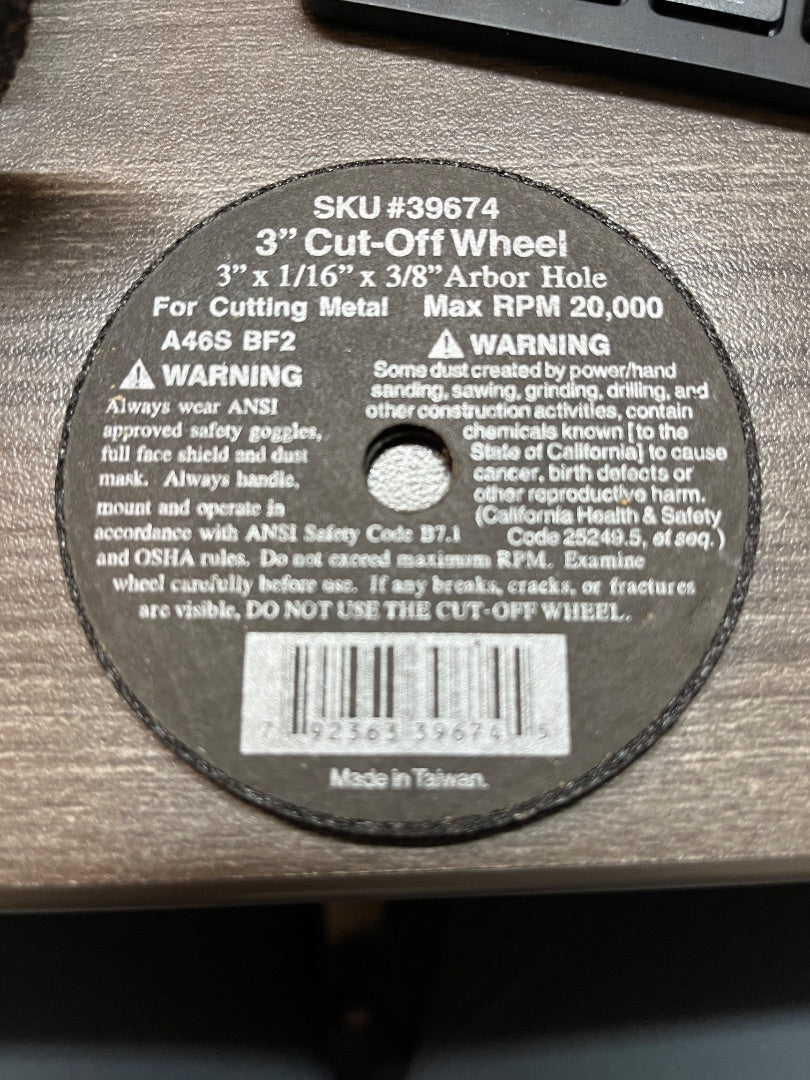 SKU #39674
3” Cut-Off Wheel
3” x 1/16” x 3/8” Arbor Hole
For Cutting Metal Max RPM 20,000
A46S BF2
WARNING
Always wear ANSI
approved safety goggles,
full face shield and dust
mask. Always handle,
mount and operate in
accordance with ANSI Safety Code B7.1
and OSHA rules. Do not exceed maximum RPM. Examine
wheel carefully before use. If any breaks, cracks, or fractures
are visible, DO NOT USE THE CUT-OFF WHEEL.
WARNING
Some dust created by power/hand
sanding, sawing, grinding, drilling, and
other construction activities, contain
chemicals known [to the
State of California] to cause
cancer, birth defects or
other reproductive harm.
(California Health & Safety
Code 25249.5, et seq.)
7 92363 39674 5
Made in Taiwan.